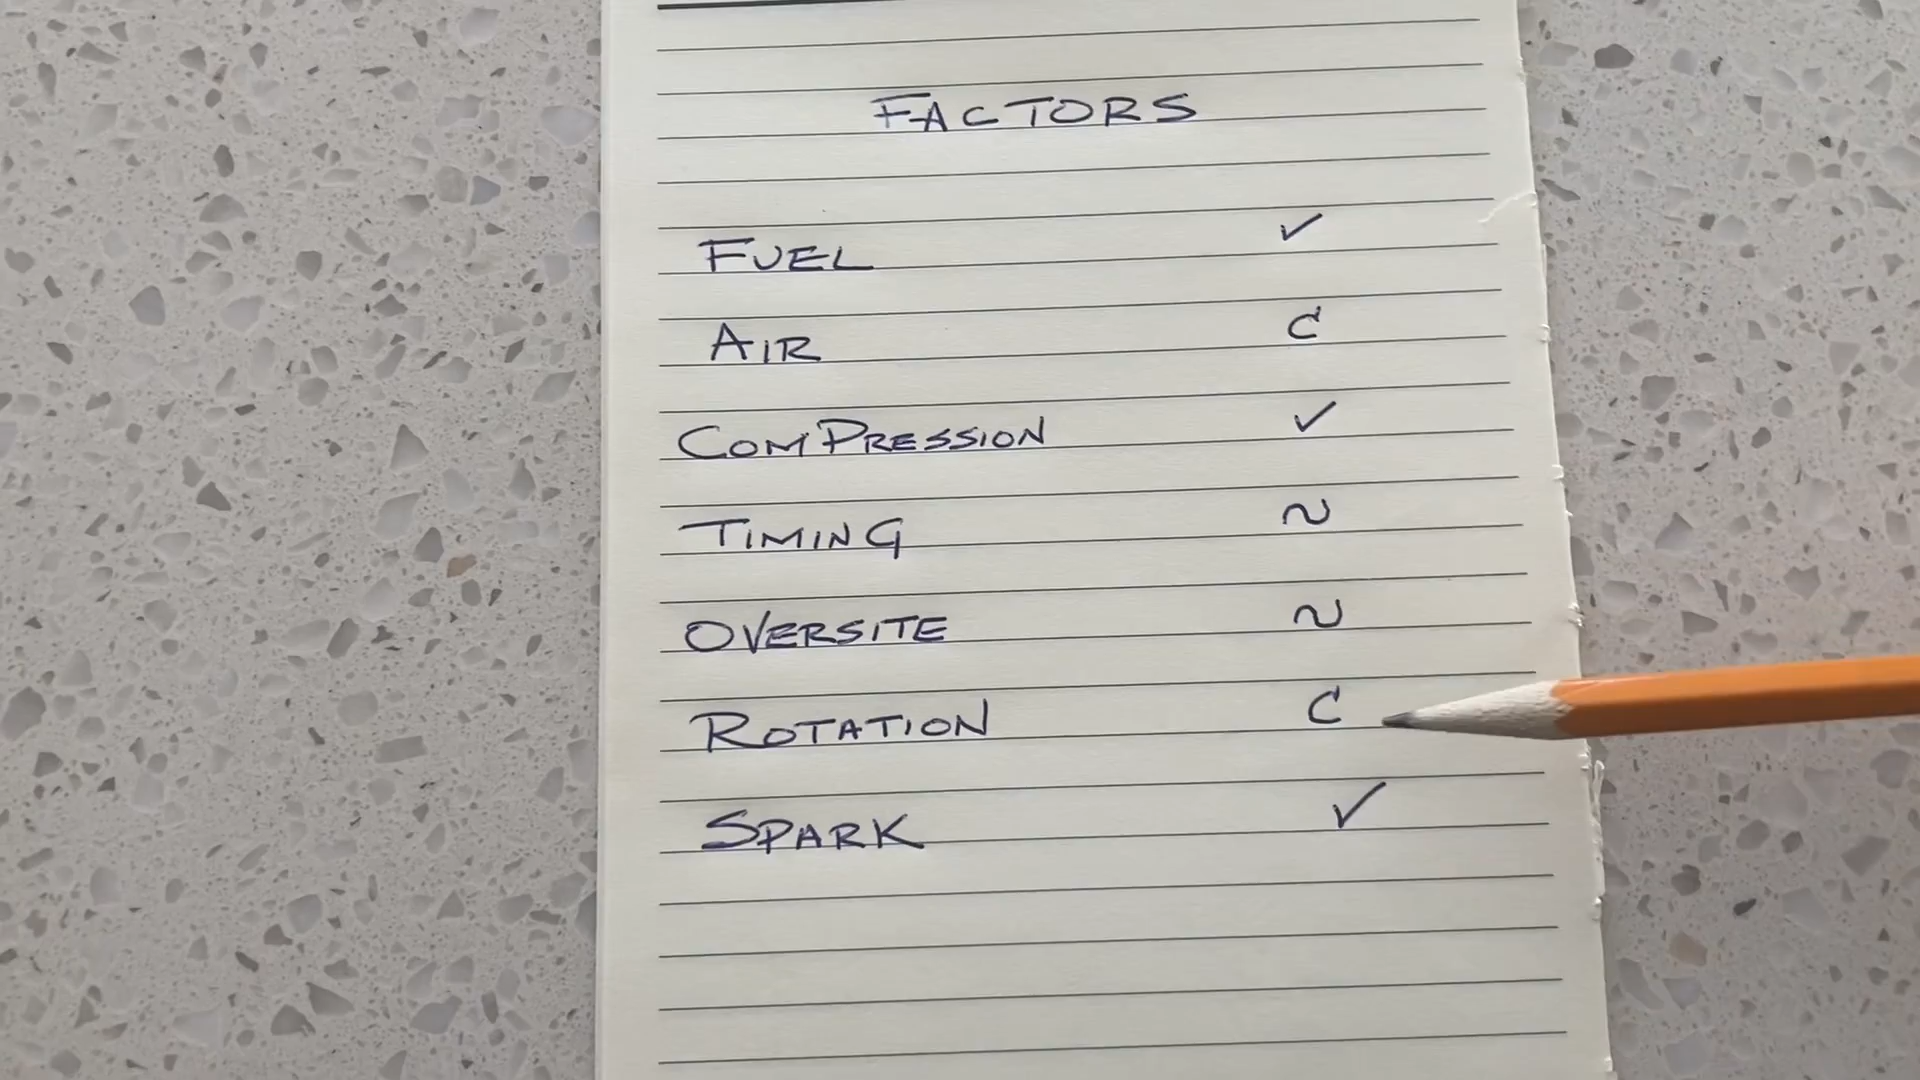 FACTORS
FUEL ✓
AIR C
COMPRESSION ✓
TIMING ~
OVERSITE ~
ROTATION C
SPARK ✓